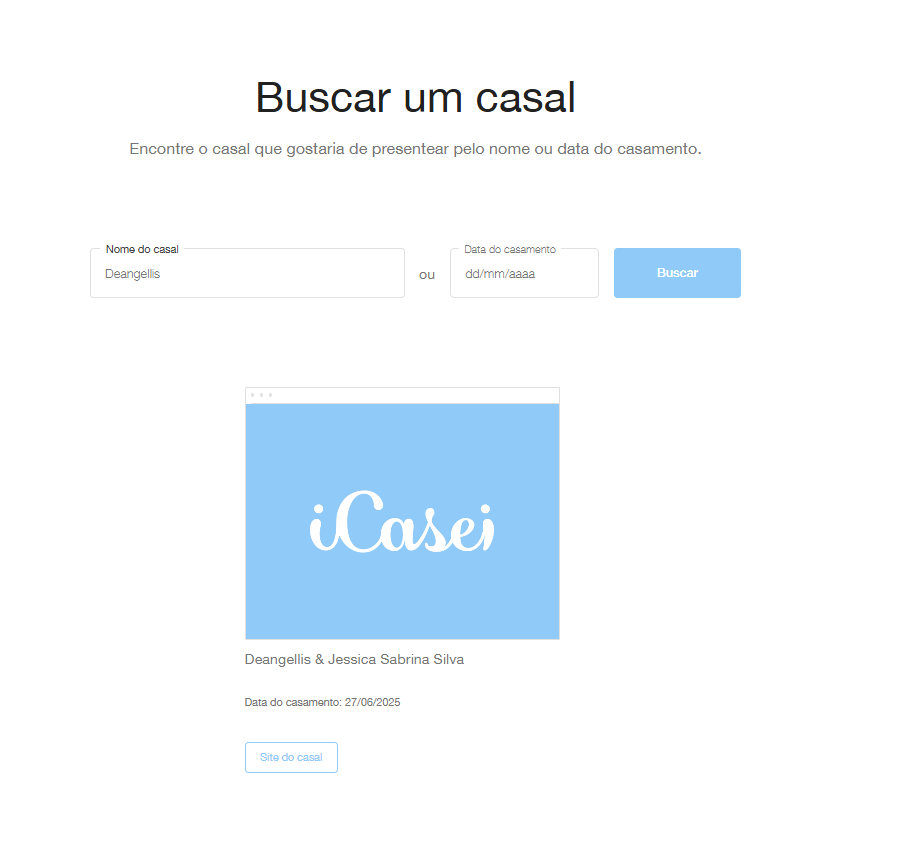 Buscar um casal
Encontre o casal que gostaria de presentear pelo nome ou data do casamento.
Nome do casal
Deangellis
ou
Data do casamento
dd/mm/aaaa
Buscar
iCasei
Deangellis & Jessica Sabrina Silva
Data do casamento: 27/06/2025
Site do casal